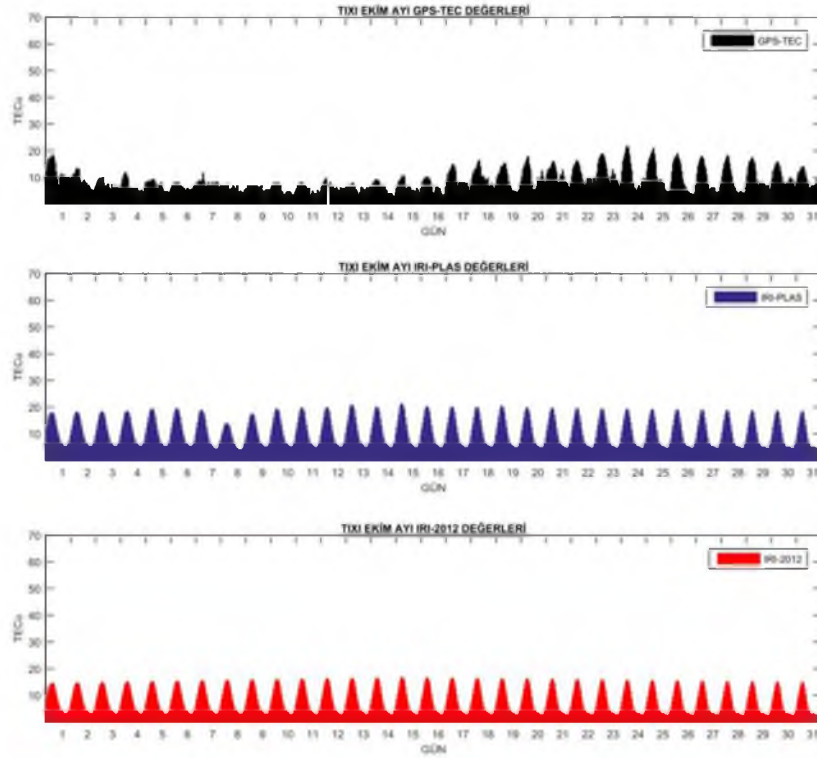 TIXI EKİM AYI GPS-TEC DEĞERLERİ
70
60
50
40
30
20
10
TECu
GPS-TEC
1 2 3 4 5 6 7 8 9 10 11 12 13 14 15 16 17 18 19 20 21 22 23 24 25 26 27 28 29 30 31
GÜN
TIXI EKİM AYI IRI-PLAS DEĞERLERİ
70
60
50
40
30
20
10
TECu
IRI-PLAS
1 2 3 4 5 6 7 8 9 10 11 12 13 14 15 16 17 18 19 20 21 22 23 24 25 26 27 28 29 30 31
GÜN
TIXI EKİM AYI IRI-2012 DEĞERLERİ
70
60
50
40
30
20
10
TECu
IRI-2012
1 2 3 4 5 6 7 8 9 10 11 12 13 14 15 16 17 18 19 20 21 22 23 24 25 26 27 28 29 30 31
GÜN